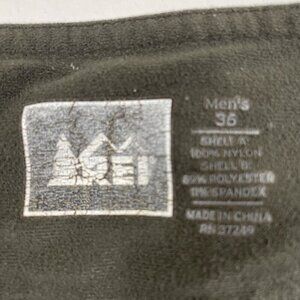 REI
Men's
36
SHELL A:
100% NYLON
SHELL B:
89% POLYESTER
11% SPANDEX
MADE IN CHINA
RN 37249